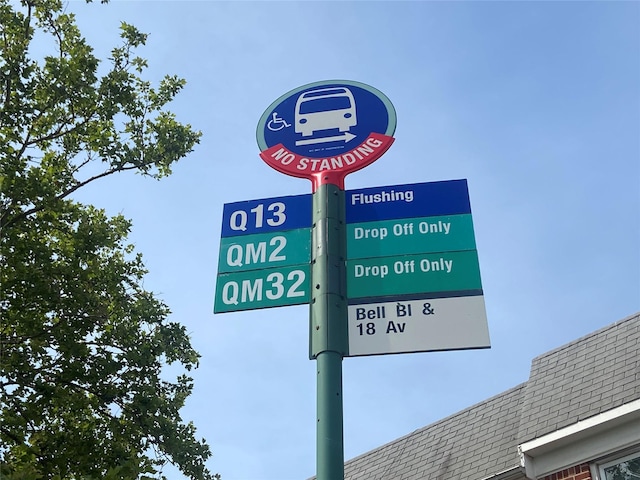 NO STANDING
Q13 Flushing
QM2 Drop Off Only
QM32 Drop Off Only
Bell Bl &
18 Av